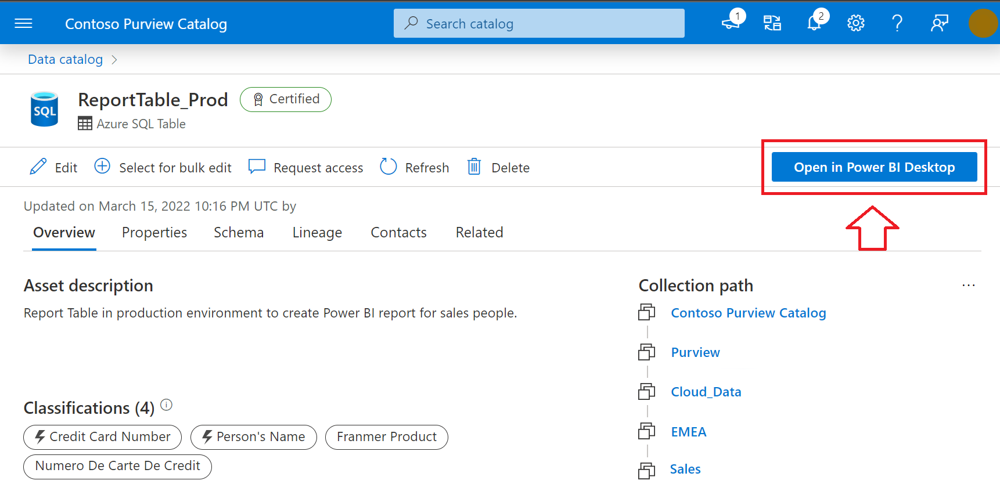 Contoso Purview Catalog
Search catalog
1
2
Data catalog
SQL
ReportTable_Prod
Certified
Azure SQL Table
Edit
Select for bulk edit
Request access
Refresh
Delete
Open in Power BI Desktop
Updated on March 15, 2022 10:16 PM UTC by
Overview
Properties
Schema
Lineage
Contacts
Related
Asset description
Report Table in production environment to create Power BI report for sales people.
Classifications (4)
Credit Card Number
Person's Name
Franmer Product
Numero De Carte De Credit
Collection path
...
Contoso Purview Catalog
Purview
Cloud_Data
EMEA
Sales